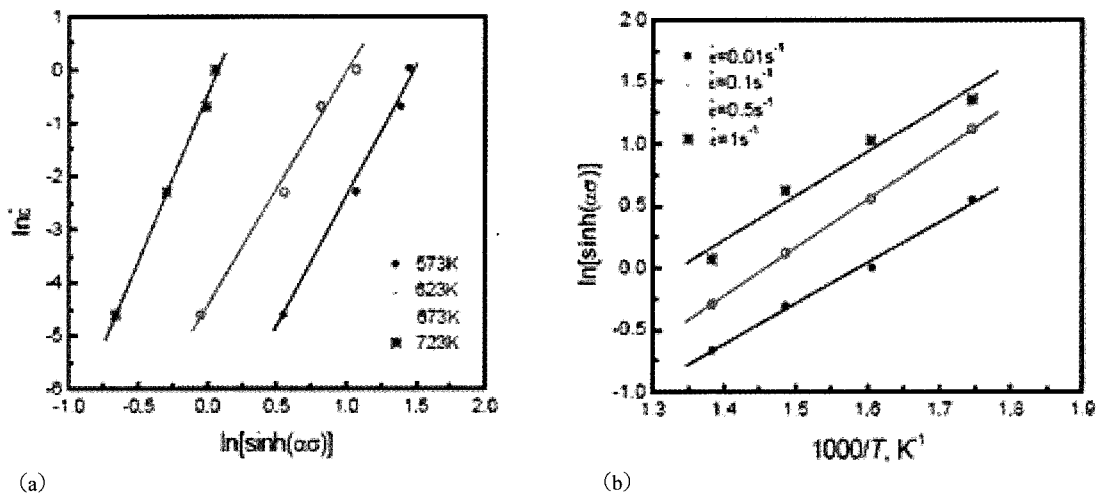 1
0
-1
-2
-3
-4
-5
-6
lnε̇
573K
623K
673K
723K
-1.0 -0.5 0.0 0.5 1.0 1.5 2.0
ln[sinh(ασ)]
(a)
2.0
1.5
1.0
0.5
0.0
-0.5
-1.0
ln[sinh(ασ)]
ε̇=0.01s⁻¹
ε̇=0.1s⁻¹
ε̇=0.5s⁻¹
ε̇=1s⁻¹
1.3 1.4 1.5 1.6 1.7 1.8 1.9
1000/T, K⁻¹
(b)